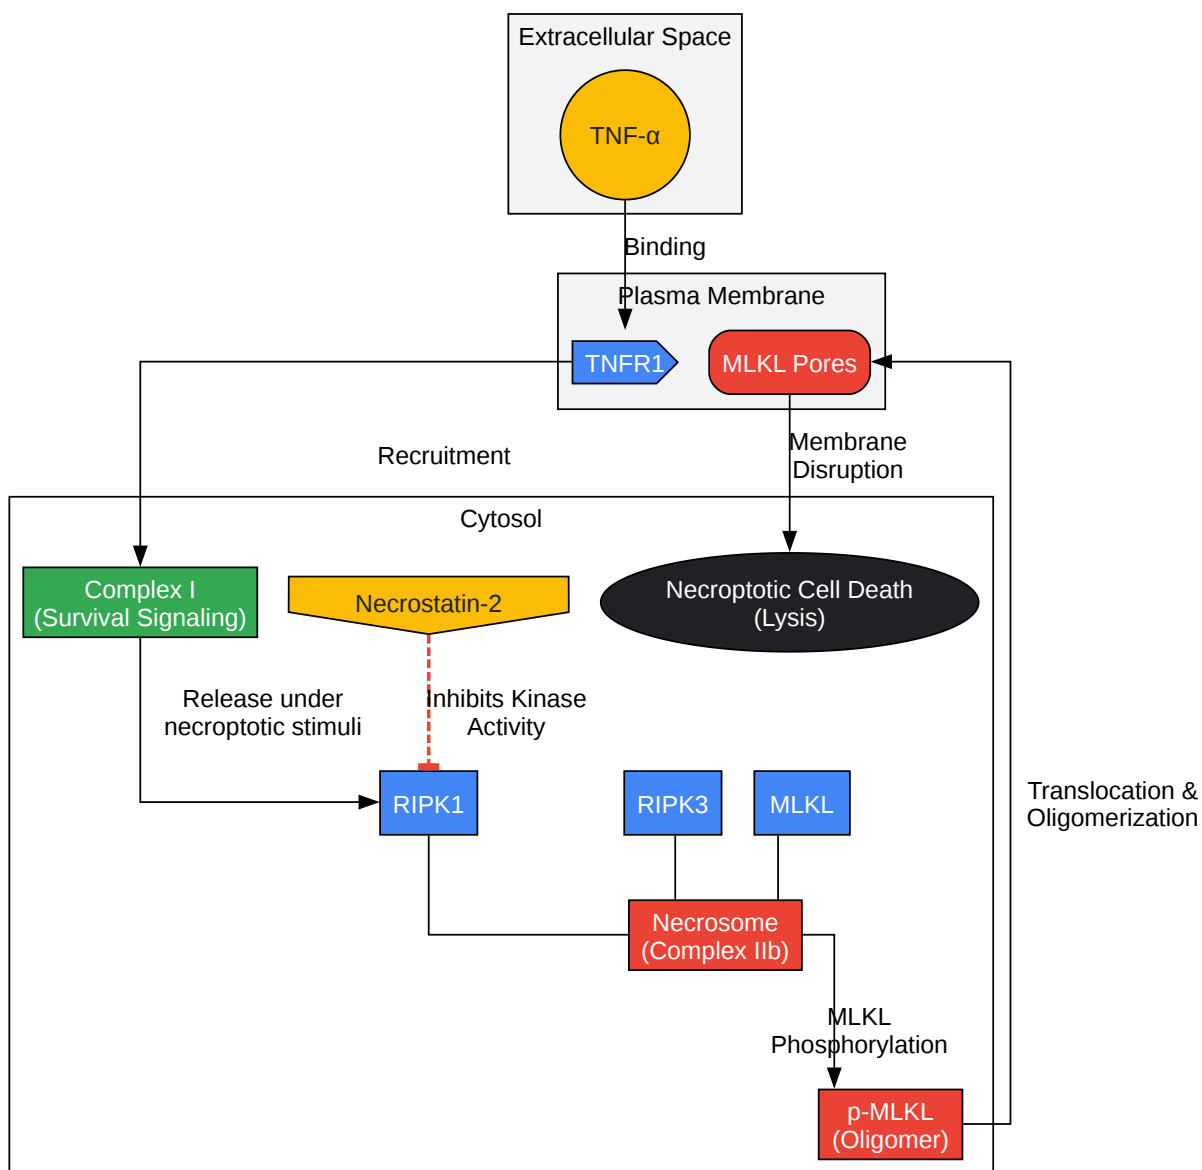 Extracellular Space
TNF-α
Binding
Plasma Membrane
TNFR1
MLKL Pores
Recruitment
Membrane
Disruption
Cytosol
Complex I
(Survival Signaling)
Necrostatin-2
Necroptotic Cell Death
(Lysis)
Release under
necroptotic stimuli
Inhibits Kinase
Activity
RIPK1
RIPK3
MLKL
Translocation &
Oligomerization
Necrosome
(Complex IIb)
MLKL
Phosphorylation
p-MLKL
(Oligomer)